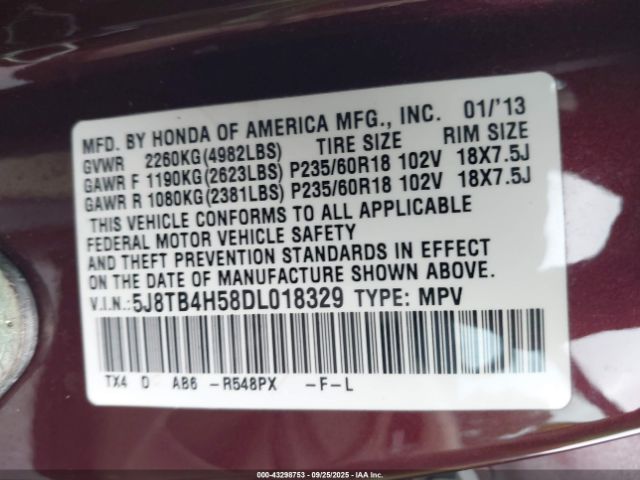 MFD. BY HONDA OF AMERICA MFG., INC. 01/'13
GVWR 2260KG(4982LBS) TIRE SIZE RIM SIZE
GAWR F 1190KG(2623LBS) P235/60R18 102V 18X7.5J
GAWR R 1080KG(2381LBS) P235/60R18 102V 18X7.5J
THIS VEHICLE CONFORMS TO ALL APPLICABLE
FEDERAL MOTOR VEHICLE SAFETY
AND THEFT PREVENTION STANDARDS IN EFFECT
ON THE DATE OF MANUFACTURE SHOWN ABOVE.
V.I.N: 5J8TB4H58DL018329 TYPE: MPV
TX4 D AB6 -R548PX -F-L
000-43298753 - 09/25/2025 - IAA Inc.